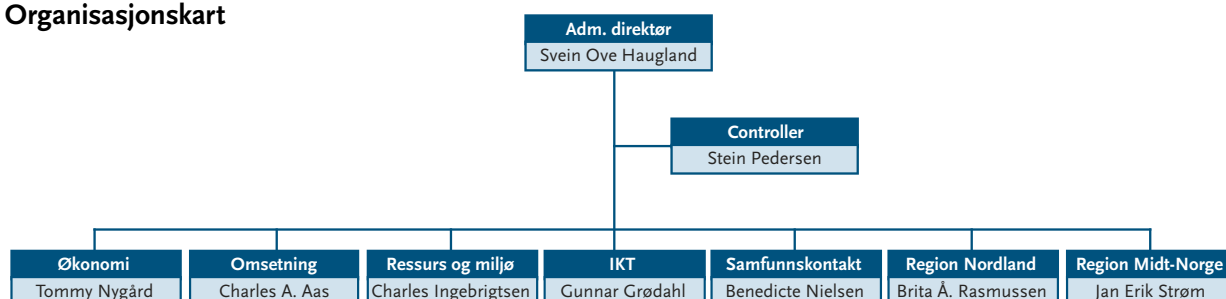 Organisasjonskart
Adm. direktør
Svein Ove Haugland
Controller
Stein Pedersen
Økonomi
Tommy Nygård
Omsetning
Charles A. Aas
Ressurs og miljø
Charles Ingebrigtsen
IKT
Gunnar Grødahl
Samfunnskontakt
Benedicte Nielsen
Region Nordland
Brita Å. Rasmussen
Region Midt-Norge
Jan Erik Strøm